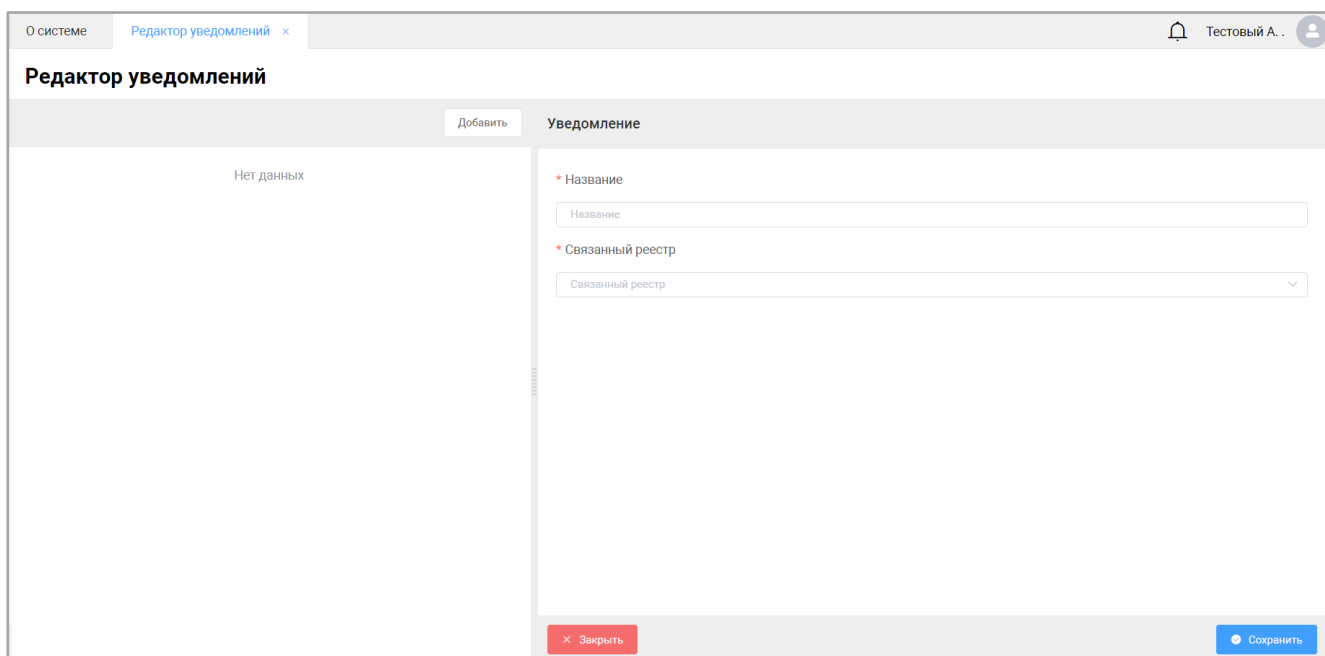 О системе
Редактор уведомлений ×
Тестовый А. .
Редактор уведомлений
Добавить
Уведомление
Нет данных
* Название
Название
* Связанный реестр
Связанный реестр
× Закрыть
Сохранить